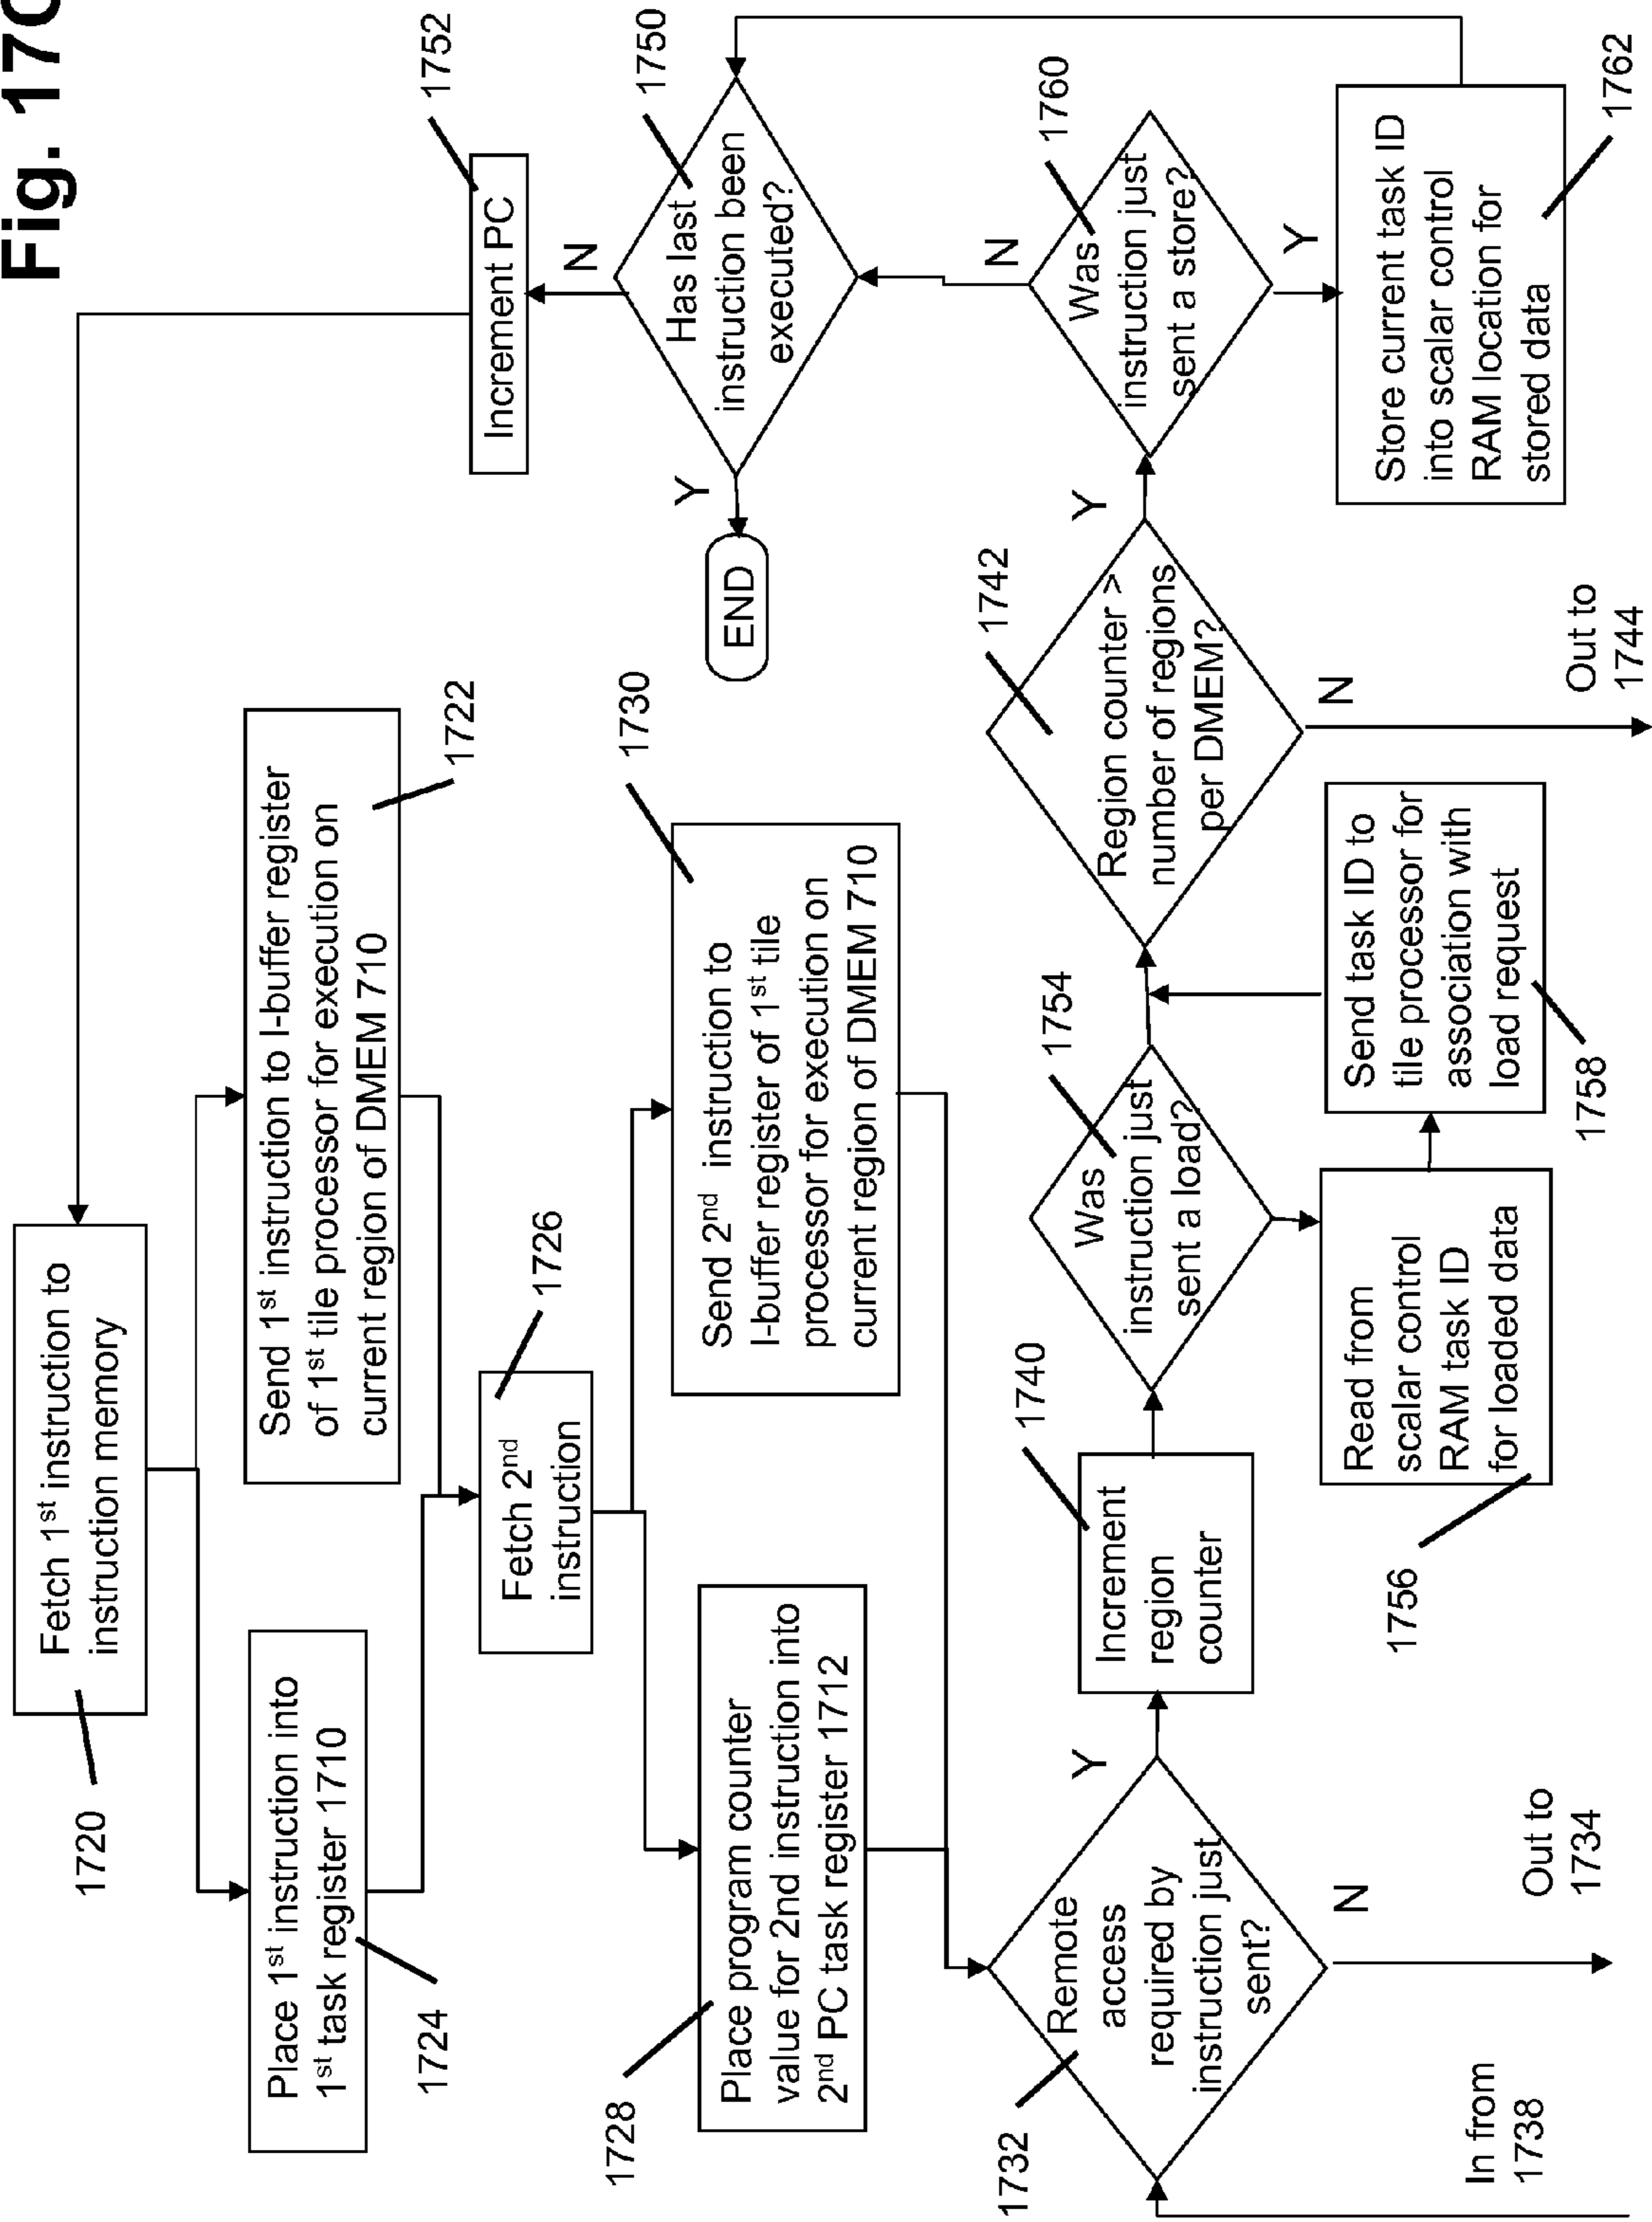 Fig. 17C
Fetch 1st instruction to
instruction memory
1720
Place 1st instruction into
1st task register 1710
1724
Send 1st instruction to I-buffer register
of 1st tile processor for execution on
current region of DMEM 710
1722
Fetch 2nd
instruction
1726
Place program counter
value for 2nd instruction into
2nd PC task register 1712
1728
Send 2nd instruction to
I-buffer register of 1st tile
processor for execution on
current region of DMEM 710
1730
Remote
access
required by
instruction just
sent?
1732
Y
N
In from
1738
Out to
1734
Increment
region
counter
1740
Was
instruction just
sent a load?
1754
Read from
scalar control
RAM task ID
for loaded data
1756
Send task ID to
tile processor for
association with
load request
1758
Region counter >
number of regions
per DMEM?
1742
Y
N
Out to
1744
Was
instruction just
sent a store?
1760
N
Y
Store current task ID
into scalar control
RAM location for
stored data
1762
Has last
instruction been
executed?
1750
Y
END
N
Increment PC
1752